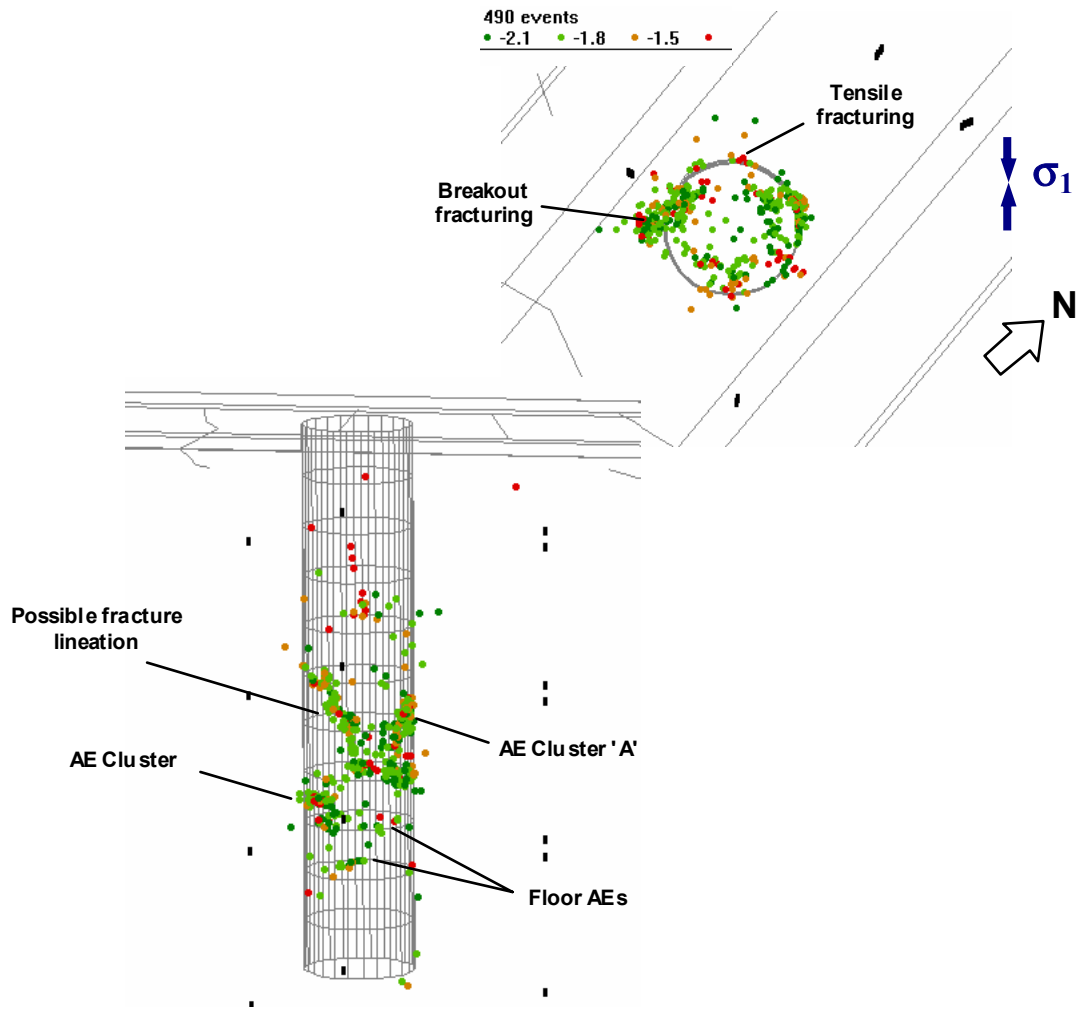 490 events
-2.1 -1.8 -1.5
Tensile
fracturing
Breakout
fracturing
σ1
N
Possible fracture
lineation
AE Cluster
AE Cluster 'A'
Floor AEs